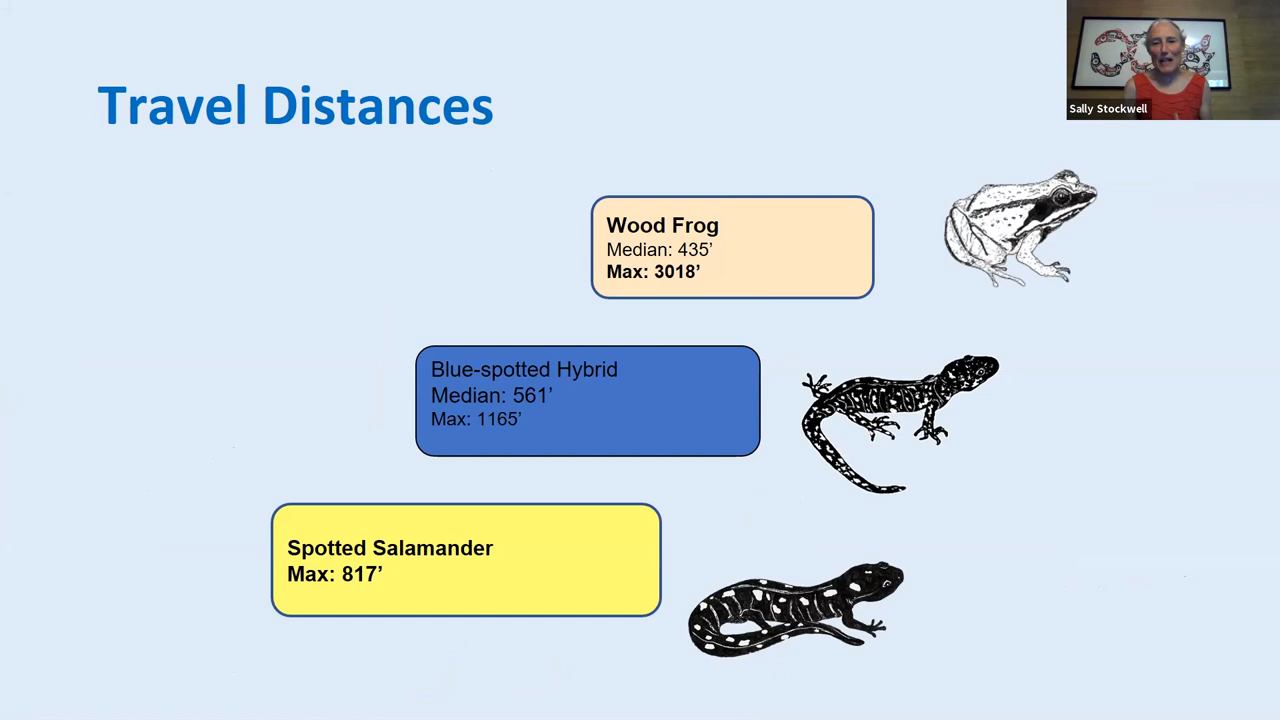 Travel Distances
Sally Stockwell
Wood Frog
Median: 435’
Max: 3018’
Blue-spotted Hybrid
Median: 561’
Max: 1165’
Spotted Salamander
Max: 817’